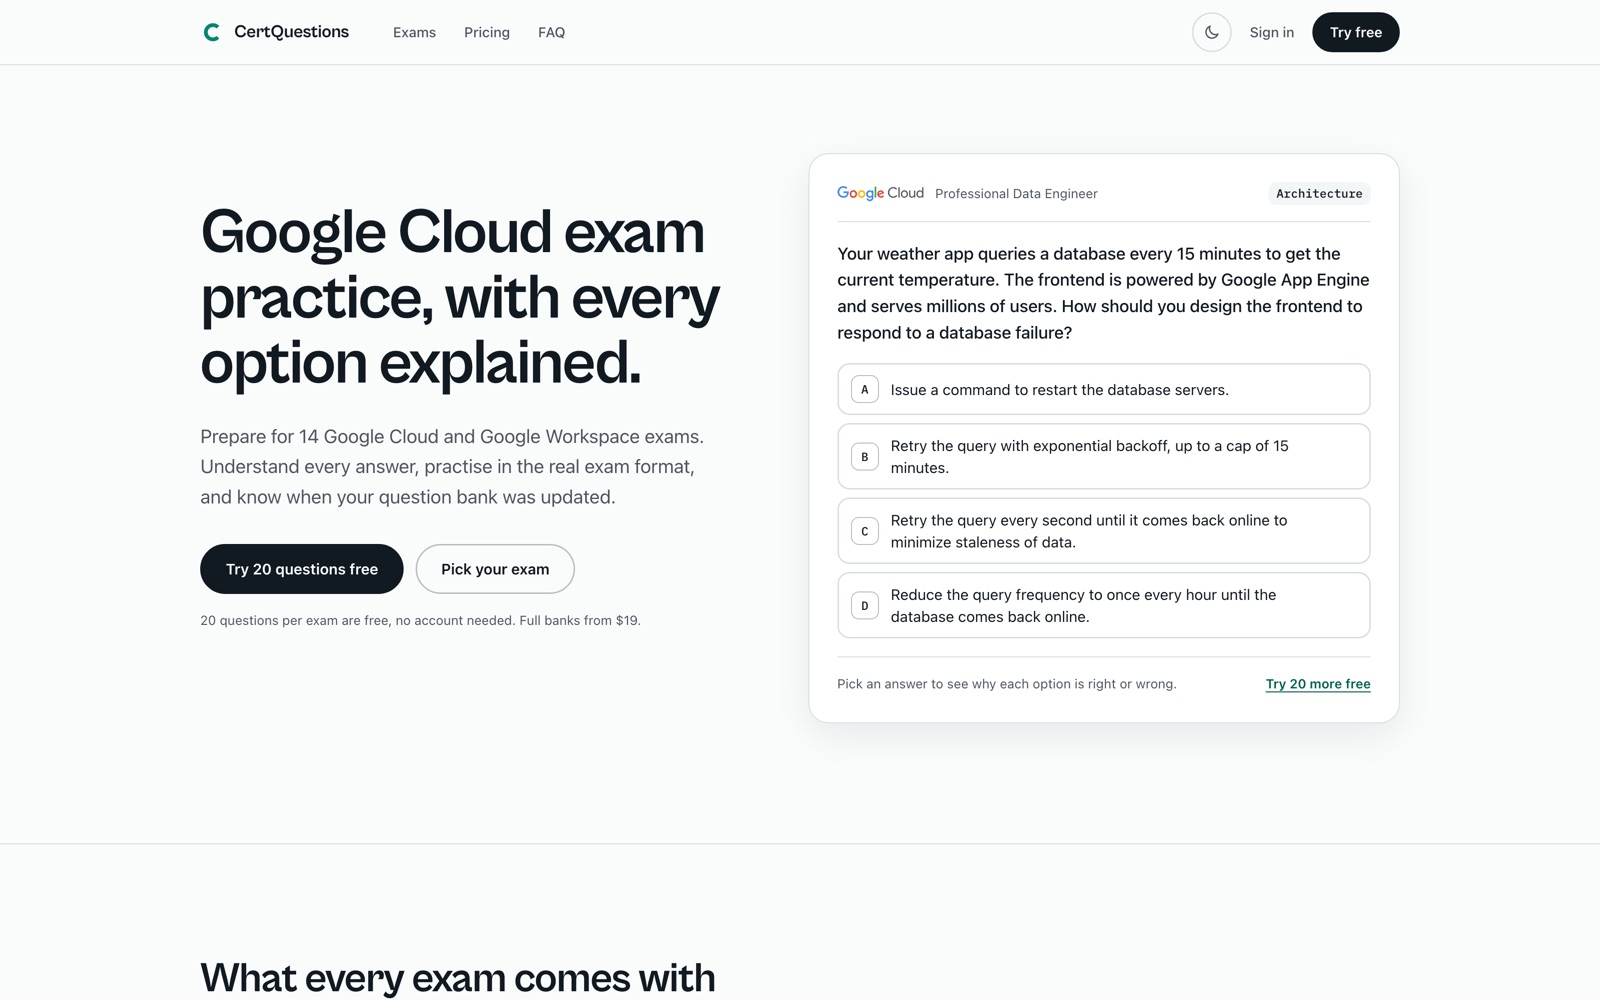 CertQuestions
Exams
Pricing
FAQ
Sign in
Try free
Google Cloud exam
practice, with every
option explained.
Prepare for 14 Google Cloud and Google Workspace exams.
Understand every answer, practise in the real exam format,
and know when your question bank was updated.
Try 20 questions free
Pick your exam
20 questions per exam are free, no account needed. Full banks from $19.
Google Cloud Professional Data Engineer
Architecture
Your weather app queries a database every 15 minutes to get the
current temperature. The frontend is powered by Google App Engine
and serves millions of users. How should you design the frontend to
respond to a database failure?
A Issue a command to restart the database servers.
B Retry the query with exponential backoff, up to a cap of 15
minutes.
C Retry the query every second until it comes back online to
minimize staleness of data.
D Reduce the query frequency to once every hour until the
database comes back online.
Pick an answer to see why each option is right or wrong.
Try 20 more free
What every exam comes with